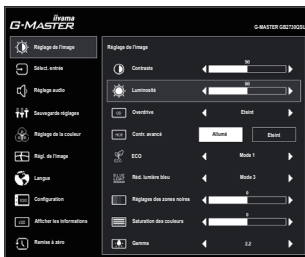 iiyama
G-MASTER
G-MASTER GB2730QSU
Réglage de l'image
Sélect. entrée
Réglage audio
Sauvegarde réglages
Réglage de la couleur
Régl. de l'image
Langue
Configuration
Afficher les informations
Remise à zéro
Réglage de l'image
Contraste
50
Luminosité
50
Overdrive
Eteint
Contr. avancé
Allumé
Eteint
ECO
Mode 1
Réd. lumière bleu
Mode 3
Réglages des zones noires
0
Saturation des couleurs
0
Gamma
2.2